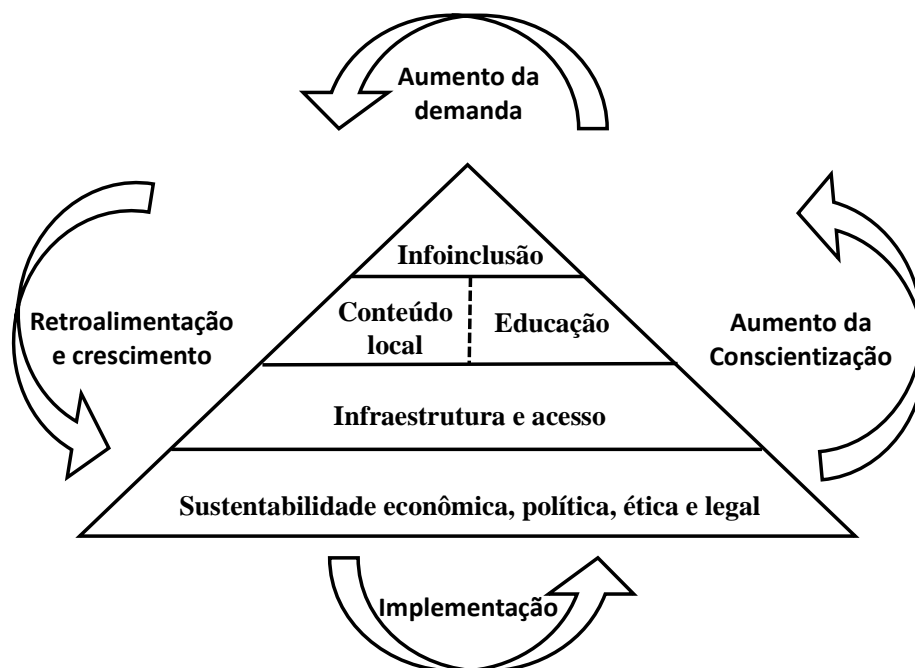 Aumento da
demanda
Infoinclusão
Conteúdo
local
Educação
Retroalimentação
e crescimento
Aumento da
Conscientização
Infraestrutura e acesso
Sustentabilidade econômica, política, ética e legal
Implementação